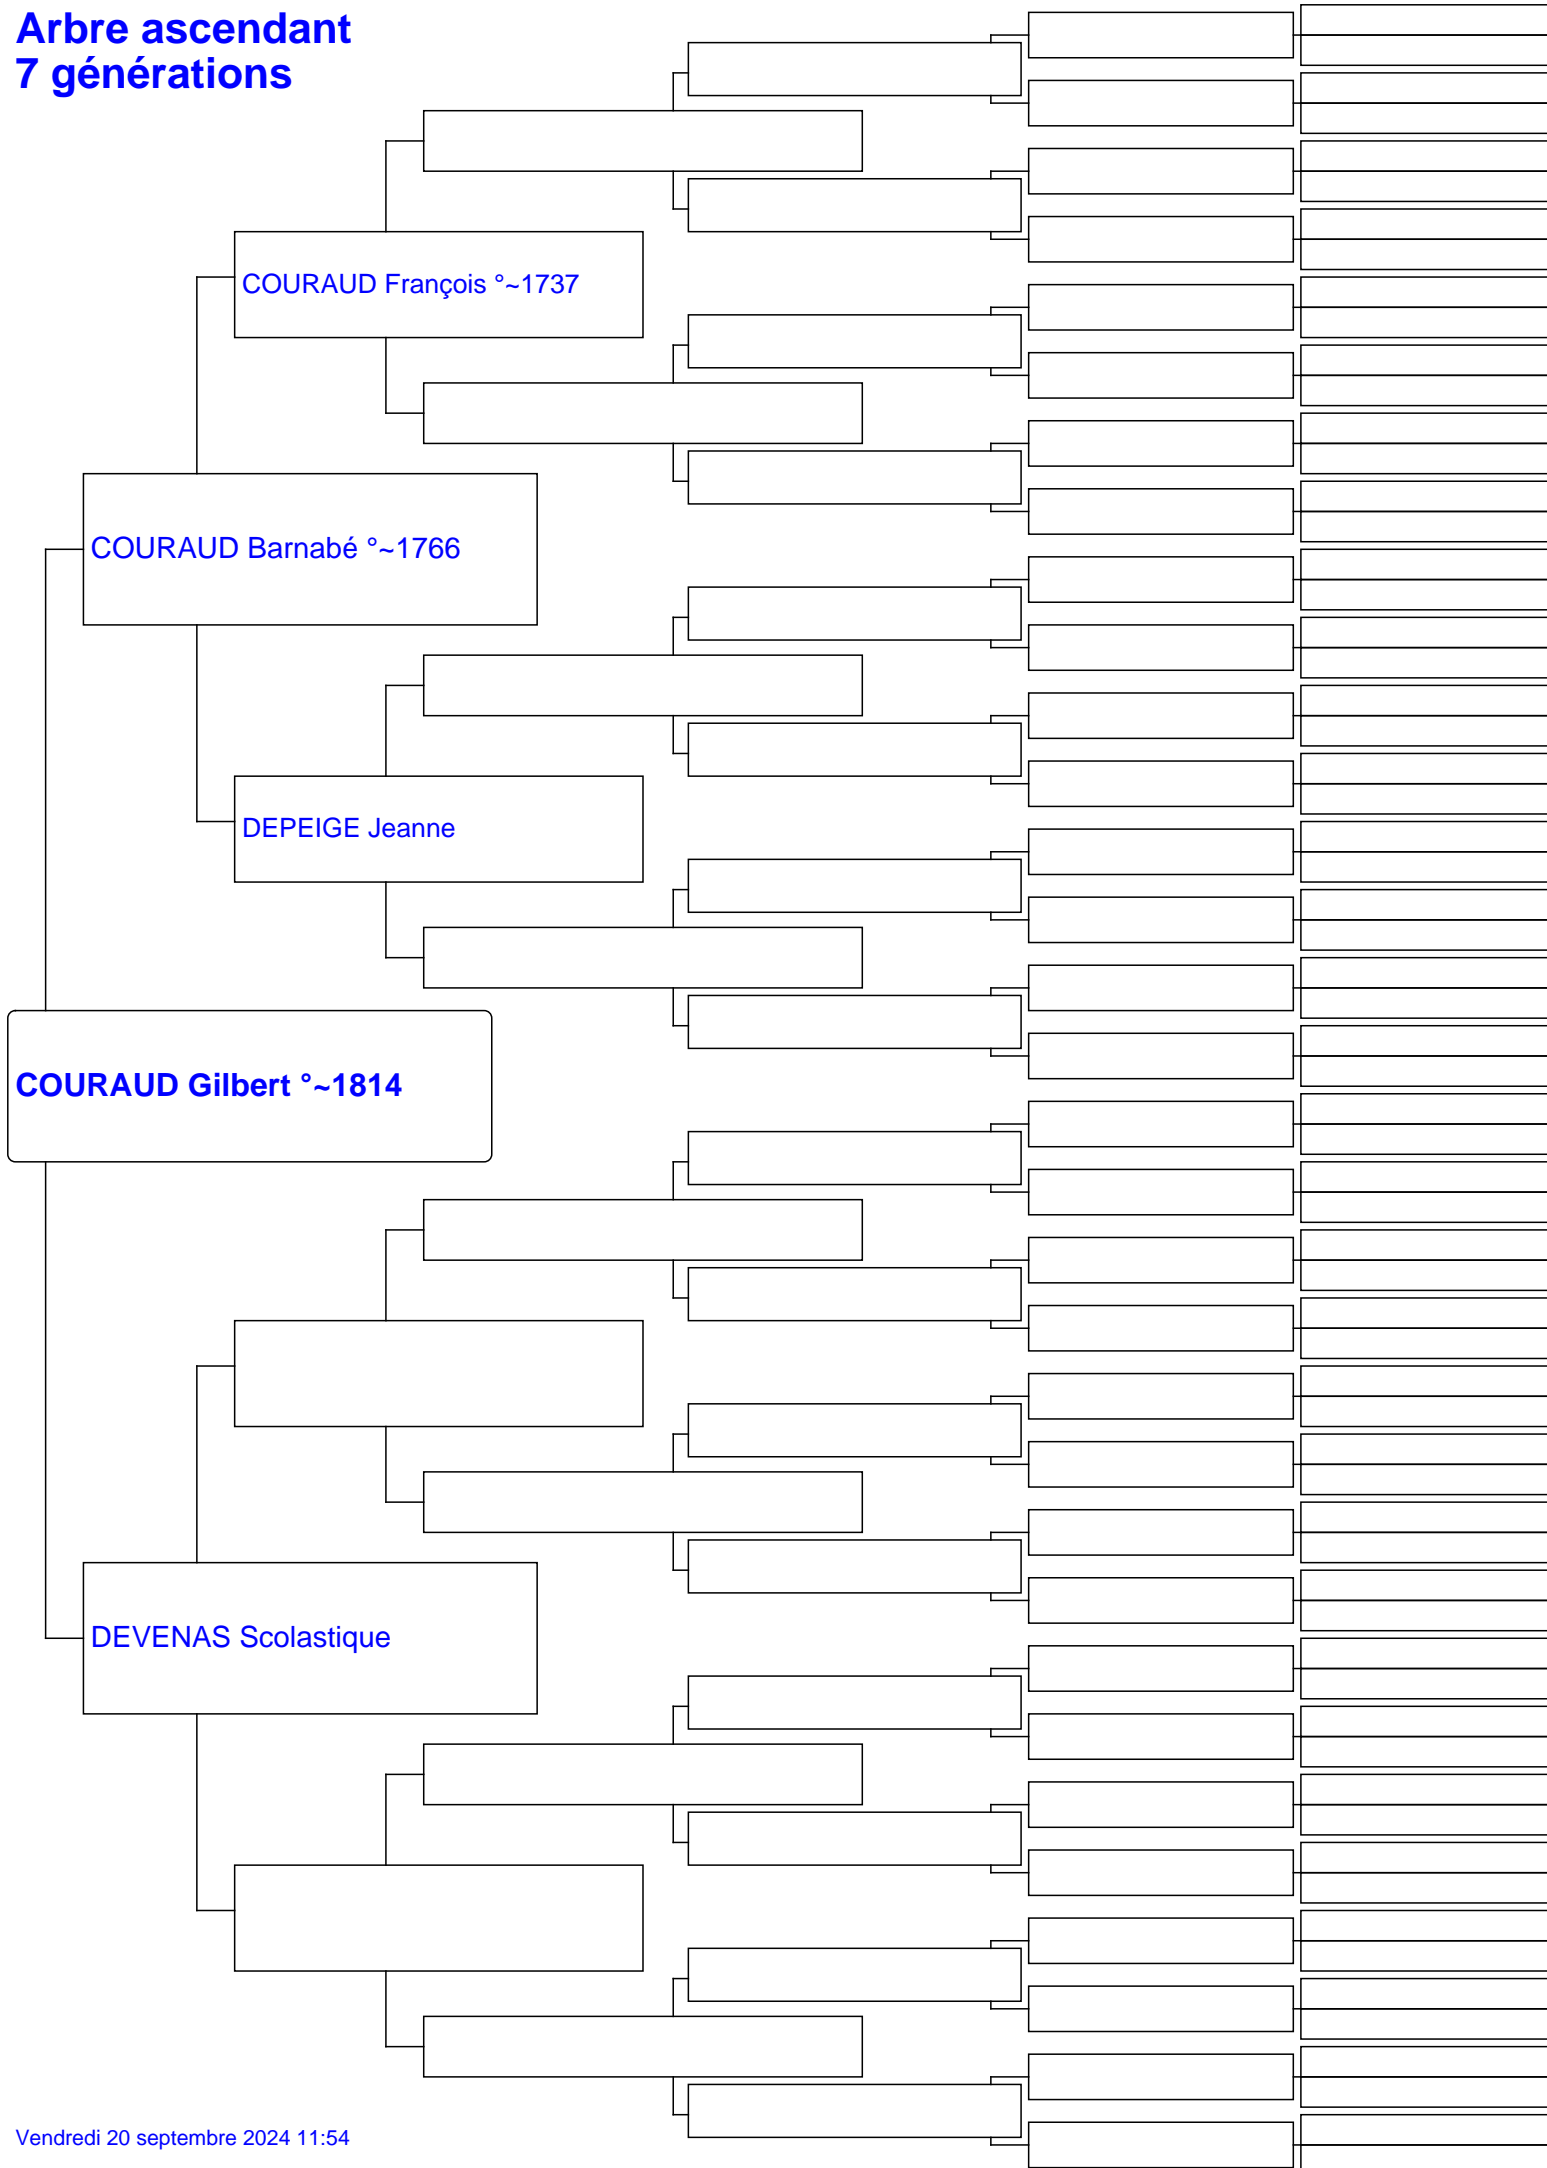 Arbre ascendant
7 générations
COURAUD François °~1737
COURAUD Barnabé °~1766
DEPEIGE Jeanne
COURAUD Gilbert °~1814
DEVENAS Scolastique
Vendredi 20 septembre 2024 11:54